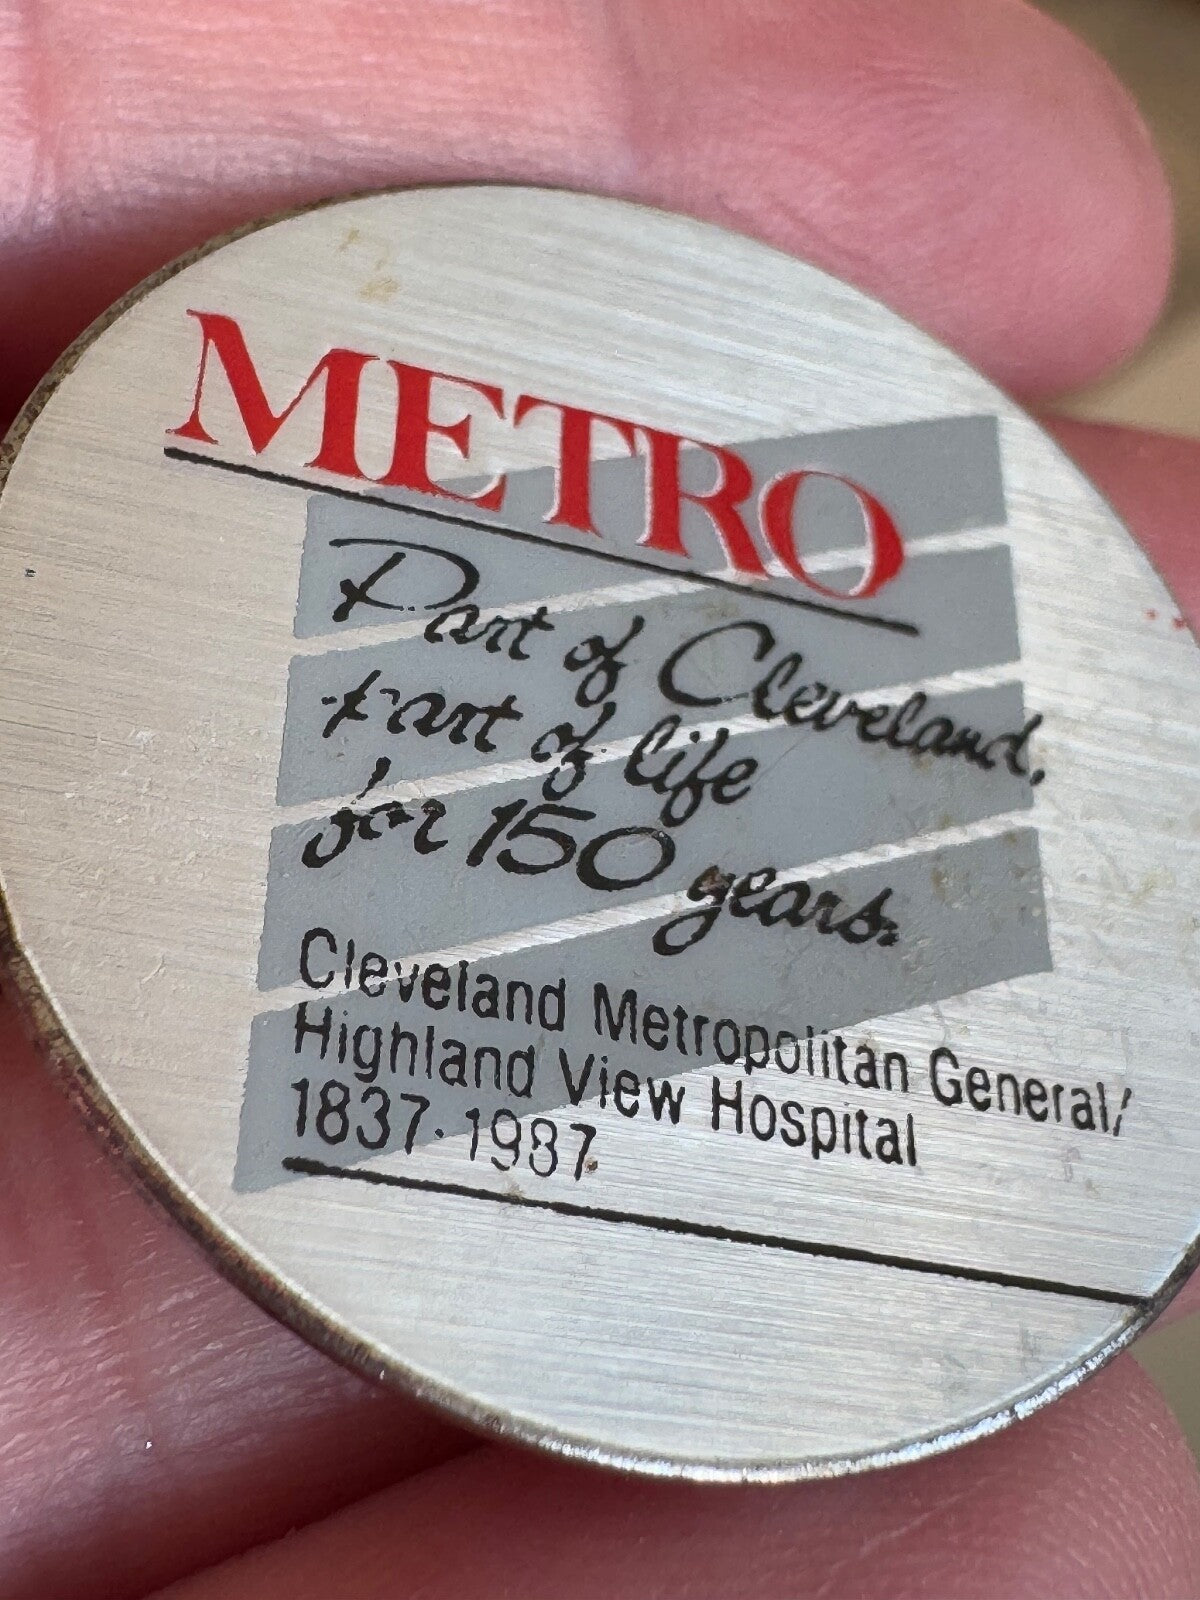 METRO
Part of Cleveland,
part of life
for 150 years.
Cleveland Metropolitan General/
Highland View Hospital
1837-1987